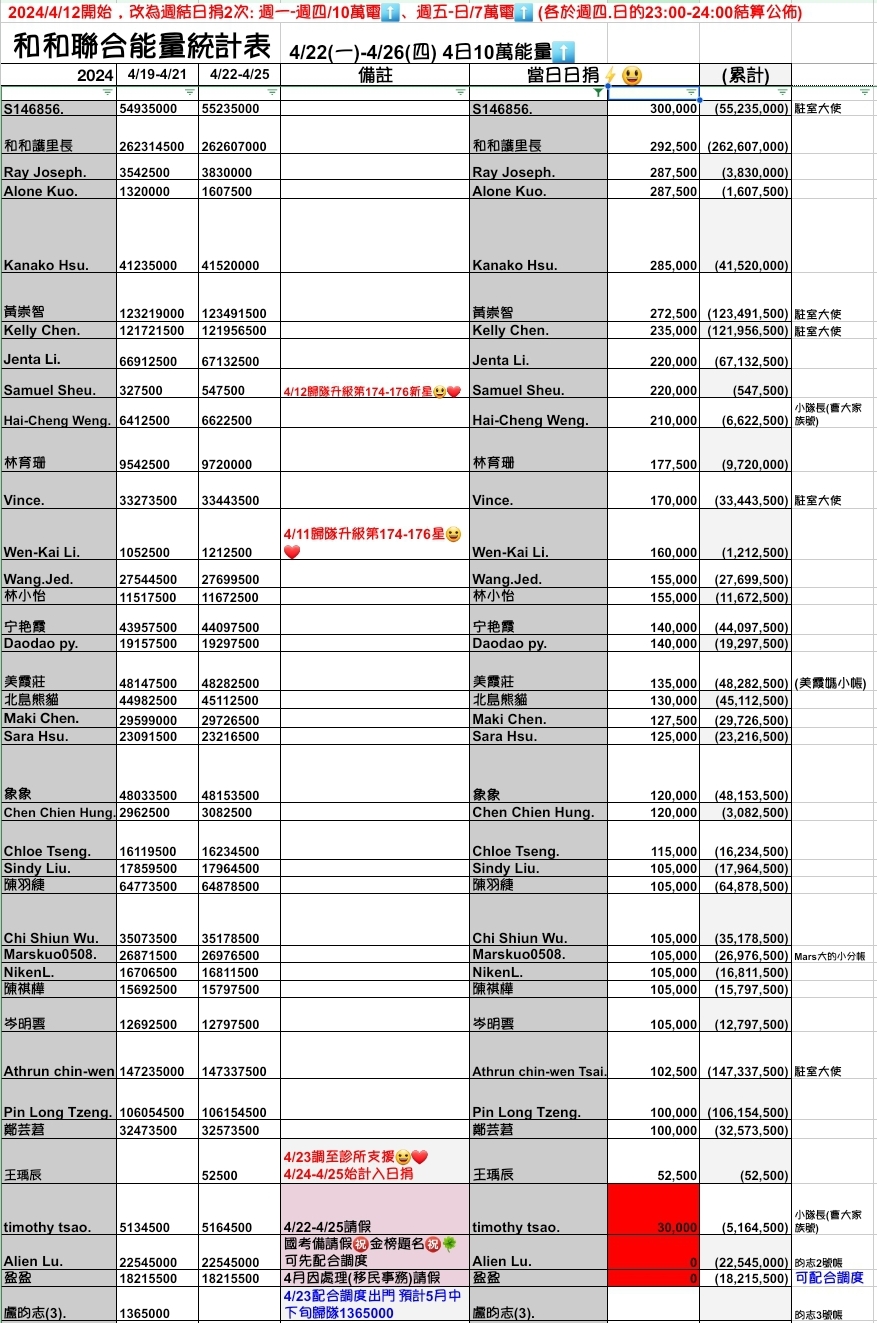 2024/4/12開始，改為週結日捐2次: 週一-週四/10萬電⬆️、週五-日/7萬電⬆️ (各於週四.日的23:00-24:00結算公佈)
和和聯合能量統計表 4/22(一)-4/26(四) 4日10萬能量⬆️
2024 4/19-4/21 4/22-4/25 備註 當日日捐⚡😃 (累計)
S146856. 54935000 55235000 S146856. 300,000 (55,235,000) 駐室大使
和和護里長 262314500 262607000 和和護里長 292,500 (262,607,000)
Ray Joseph. 3542500 3830000 Ray Joseph. 287,500 (3,830,000)
Alone Kuo. 1320000 1607500 Alone Kuo. 287,500 (1,607,500)
Kanako Hsu. 41235000 41520000 Kanako Hsu. 285,000 (41,520,000)
黃崇智 123219000 123491500 黃崇智 272,500 (123,491,500) 駐室大使
Kelly Chen. 121721500 121956500 Kelly Chen. 235,000 (121,956,500) 駐室大使
Jenta Li. 66912500 67132500 Jenta Li. 220,000 (67,132,500)
Samuel Sheu. 327500 547500 4/12歸隊升級第174-176新星😃❤️ Samuel Sheu. 220,000 (547,500)
Hai-Cheng Weng. 6412500 6622500 Hai-Cheng Weng. 210,000 (6,622,500) 小隊長(曹大家
族號)
林育珊 9542500 9720000 林育珊 177,500 (9,720,000)
Vince. 33273500 33443500 Vince. 170,000 (33,443,500) 駐室大使
4/11歸隊升級第174-176星😃
❤️
Wen-Kai Li. 1052500 1212500 Wen-Kai Li. 160,000 (1,212,500)
Wang.Jed. 27544500 27699500 Wang.Jed. 155,000 (27,699,500)
林小怡 11517500 11672500 林小怡 155,000 (11,672,500)
宁艳霞 43957500 44097500 宁艳霞 140,000 (44,097,500)
Daodao py. 19157500 19297500 Daodao py. 140,000 (19,297,500)
美霞莊 48147500 48282500 美霞莊 135,000 (48,282,500) (美霞媽小帳)
北島熊貓 44982500 45112500 北島熊貓 130,000 (45,112,500)
Maki Chen. 29599000 29726500 Maki Chen. 127,500 (29,726,500)
Sara Hsu. 23091500 23216500 Sara Hsu. 125,000 (23,216,500)
象象 48033500 48153500 象象 120,000 (48,153,500)
Chen Chien Hung. 2962500 3082500 Chen Chien Hung. 120,000 (3,082,500)
Chloe Tseng. 16119500 16234500 Chloe Tseng. 115,000 (16,234,500)
Sindy Liu. 17859500 17964500 Sindy Liu. 105,000 (17,964,500)
陳羽緁 64773500 64878500 陳羽緁 105,000 (64,878,500)
Chi Shiun Wu. 35073500 35178500 Chi Shiun Wu. 105,000 (35,178,500)
Marskuo0508. 26871500 26976500 Marskuo0508. 105,000 (26,976,500) Mars大的小分帳
NikenL. 16706500 16811500 NikenL. 105,000 (16,811,500)
陳祺樺 15692500 15797500 陳祺樺 105,000 (15,797,500)
岑明雲 12692500 12797500 岑明雲 105,000 (12,797,500)
Athrun chin-wen 147235000 147337500 Athrun chin-wen Tsai. 102,500 (147,337,500) 駐室大使
Pin Long Tzeng. 106054500 106154500 Pin Long Tzeng. 100,000 (106,154,500)
鄭芸莙 32473500 32573500 鄭芸莙 100,000 (32,573,500)
4/23調至診所支援😆❤️
4/24-4/25始計入日捐
王瑀辰 52500 王瑀辰 52,500 (52,500)
timothy tsao. 5134500 5164500 4/22-4/25請假 timothy tsao. 30,000 (5,164,500) 小隊長(曹大家
族號)
國考備請假㊗️金榜題名㊗️🍀
可先配合調度
Alien Lu. 22545000 22545000 Alien Lu. 0 (22,545,000) 昀志2號帳
盈盈 18215500 18215500 4月因處理(移民事務)請假 盈盈 0 (18,215,500) 可配合調度
4/23配合調度出門 預計5月中
下旬歸隊1365000
盧昀志(3). 1365000 盧昀志(3). 昀志3號帳